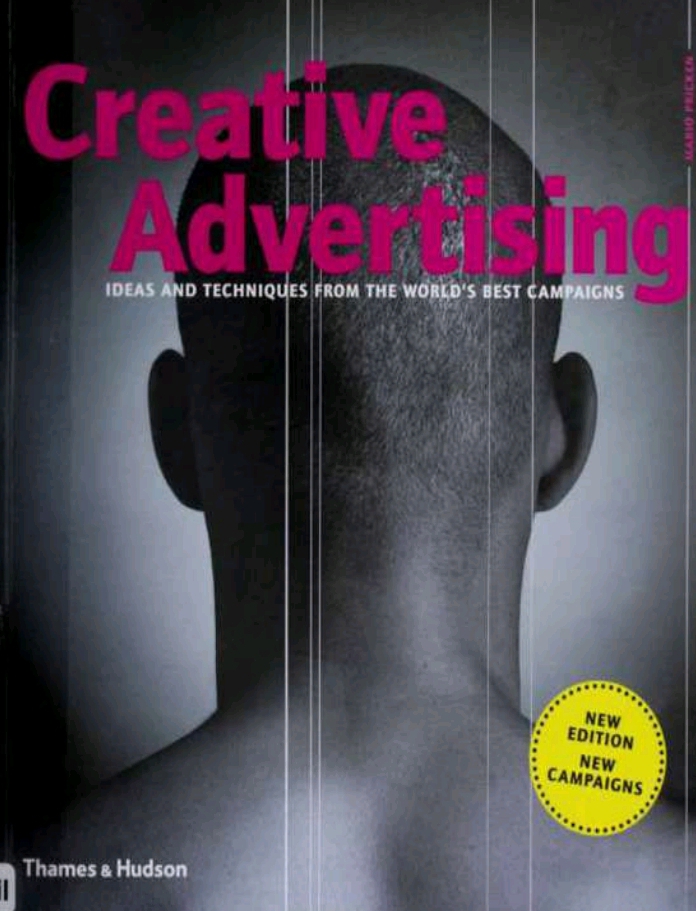 Creative
Advertising
IDEAS AND TECHNIQUES FROM THE WORLD'S BEST CAMPAIGNS
MARIO PRICKEN
NEW
EDITION
NEW
CAMPAIGNS
Thames & Hudson